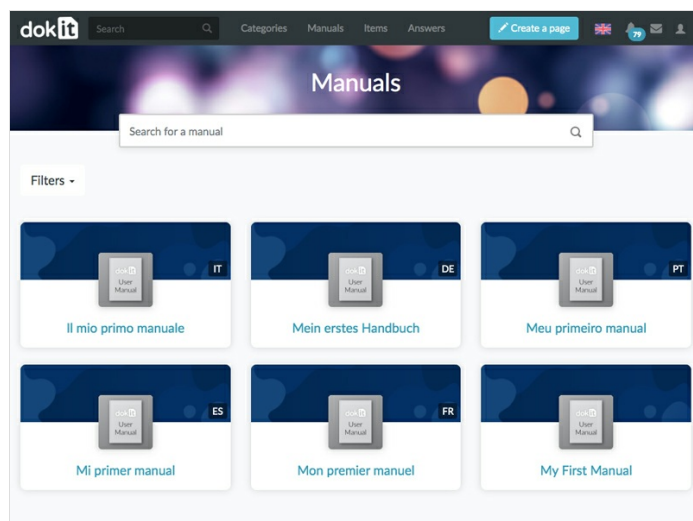 dokit Search Categories Manuals Items Answers Create a page 79
Manuals
Search for a manual
Filters
IT
DE
PT
dokit
User
Manual
dokit
User
Manual
dokit
User
Manual
Il mio primo manuale
Mein erstes Handbuch
Meu primeiro manual
ES
FR
dokit
User
Manual
dokit
User
Manual
dokit
User
Manual
Mi primer manual
Mon premier manuel
My First Manual